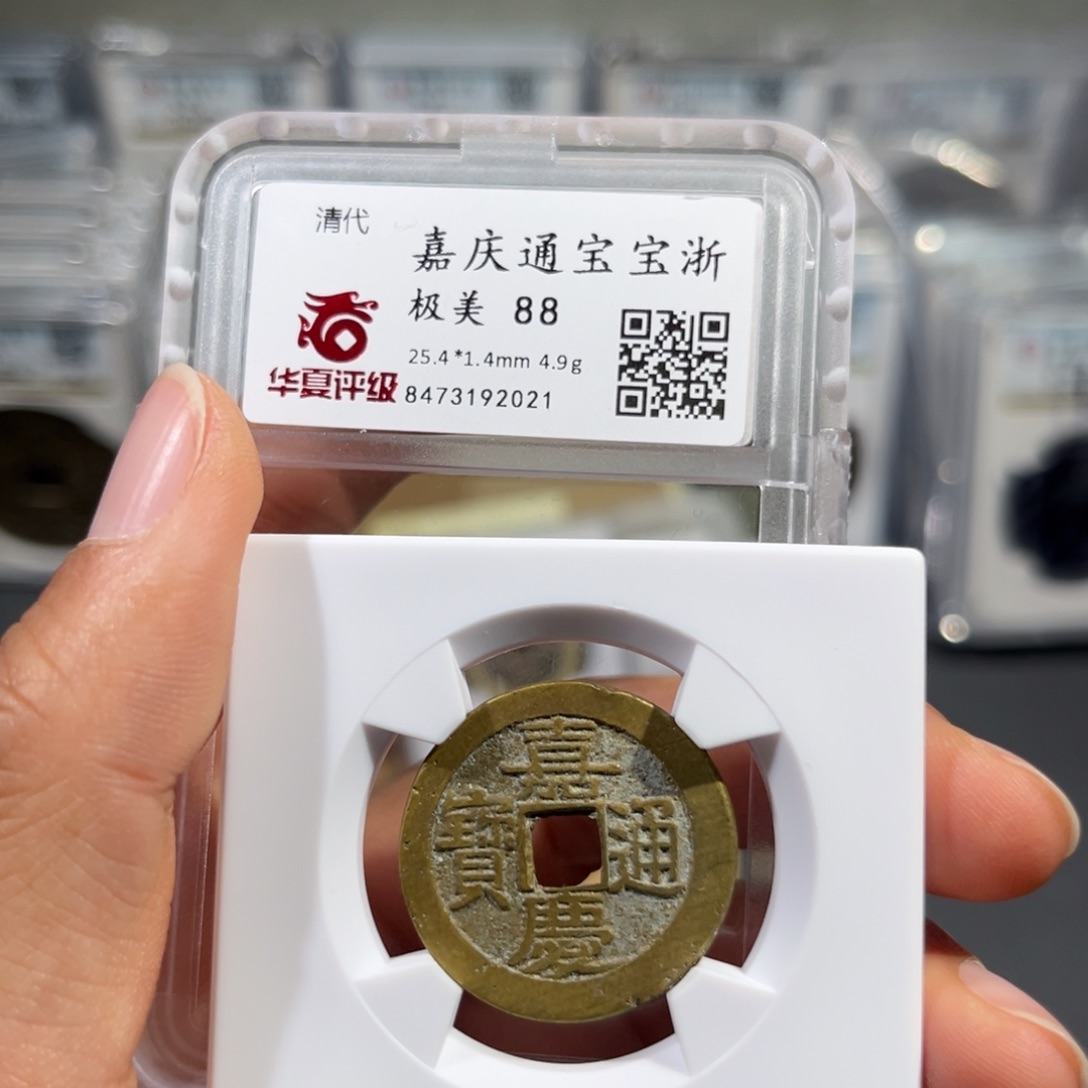 清代
嘉庆通宝宝浙
极美 88
25.4*1.4mm 4.9g
华夏评级
8473192021
嘉
寶 通
慶